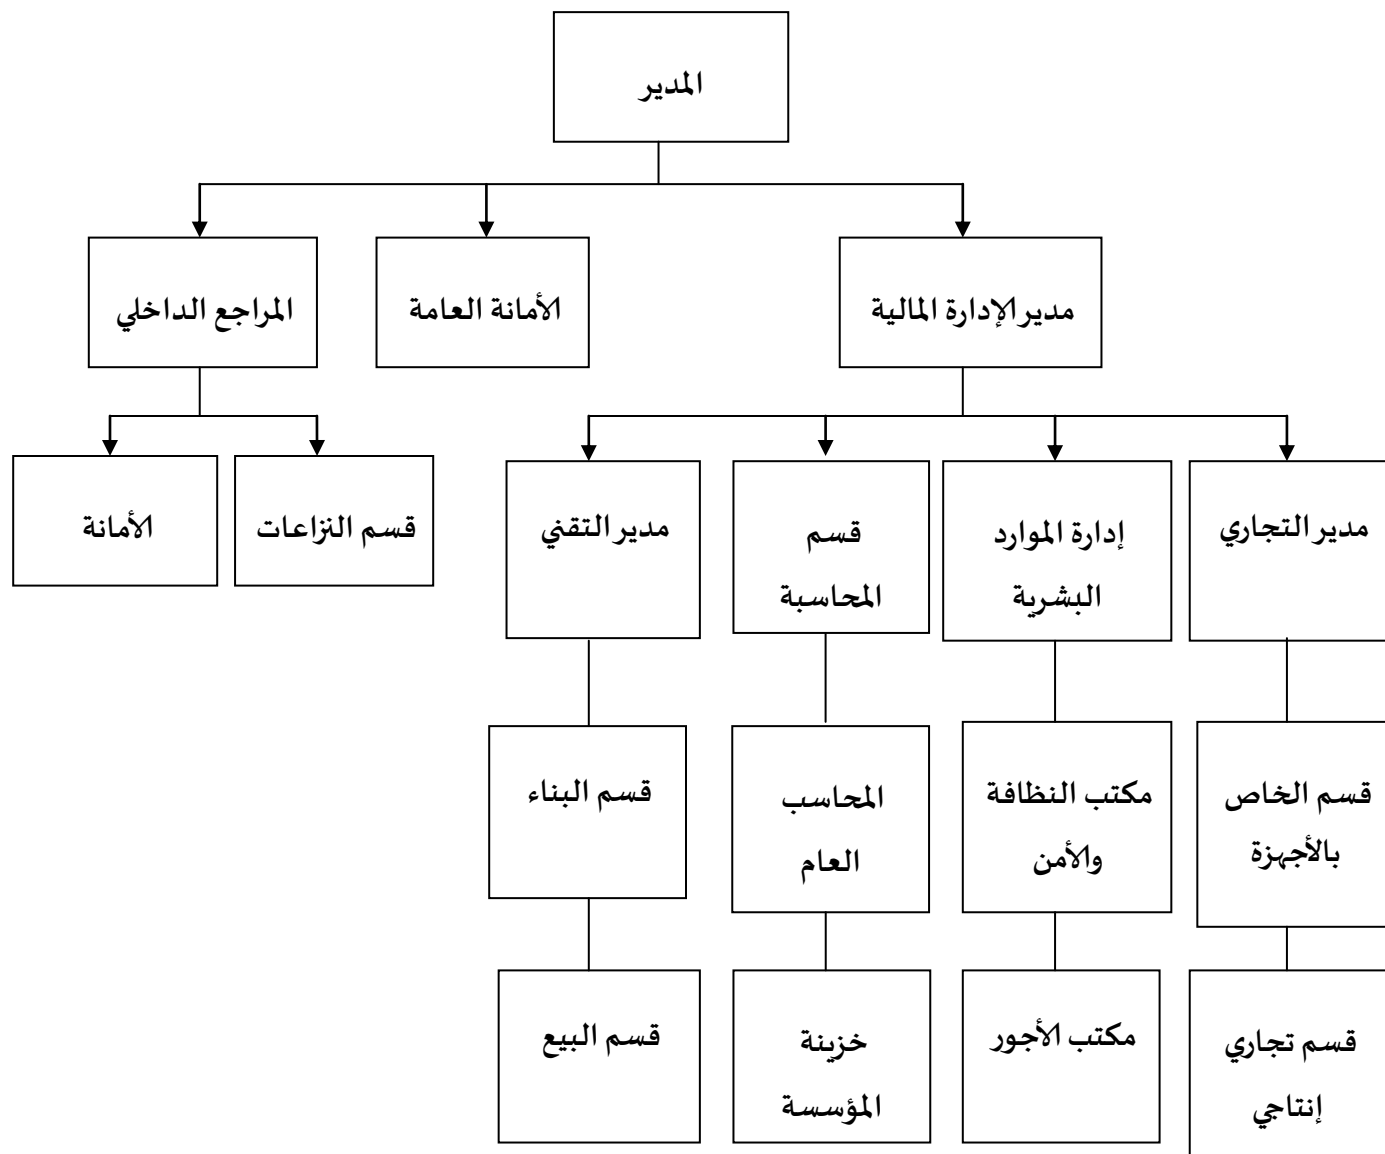 المدير
مدير الإدارة المالية
الأمانة العامة
المراجع الداخلي
مدير التجاري
إدارة الموارد
البشرية
قسم
المحاسبة
مدير التقني
قسم النزاعات
الأمانة
قسم الخاص
بالأجهزة
مكتب النظافة
والأمن
المحاسب
العام
قسم البناء
قسم تجاري
إنتاجي
مكتب الأجور
خزينة
المؤسسة
قسم البيع